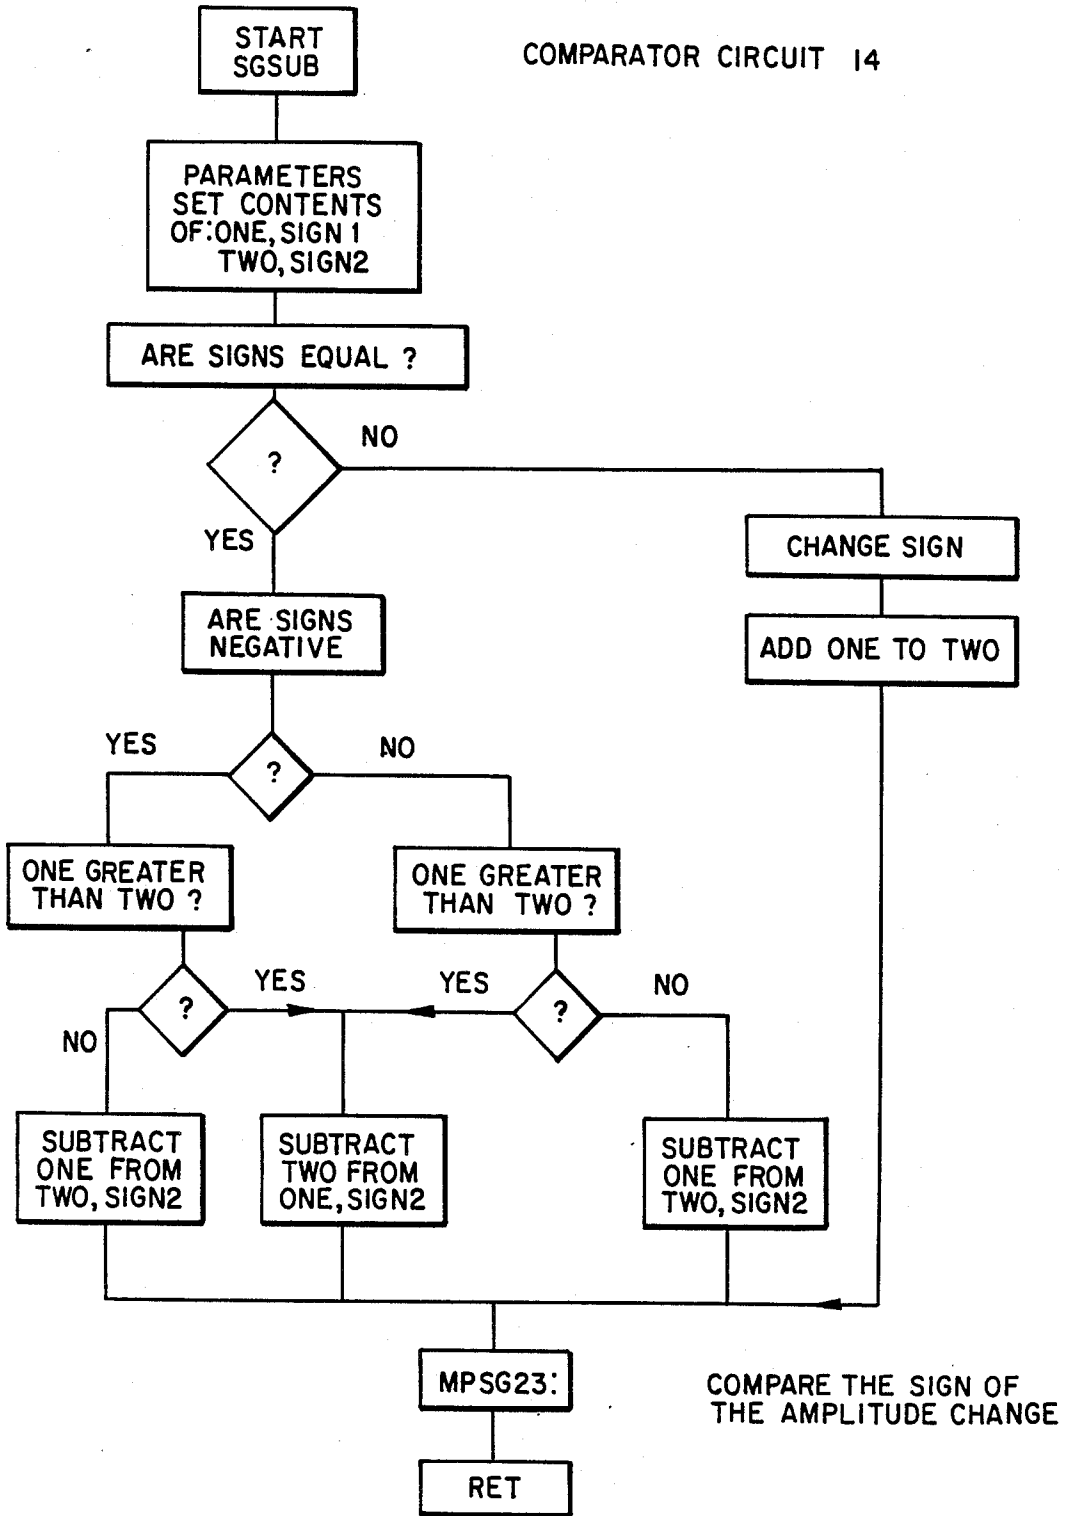 START
SGSUB
COMPARATOR CIRCUIT 14
PARAMETERS
SET CONTENTS
OF:ONE, SIGN 1
TWO, SIGN2
ARE SIGNS EQUAL ?
?
NO
YES
CHANGE SIGN
ARE SIGNS
NEGATIVE
ADD ONE TO TWO
YES
?
NO
ONE GREATER
THAN TWO ?
ONE GREATER
THAN TWO ?
?
YES
YES
?
NO
NO
SUBTRACT
ONE FROM
TWO, SIGN2
SUBTRACT
TWO FROM
ONE, SIGN2
SUBTRACT
ONE FROM
TWO, SIGN2
MPSG23:
COMPARE THE SIGN OF
THE AMPLITUDE CHANGE
RET